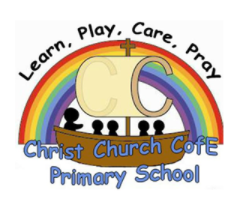 Learn, Play, Care, Pray
CC
Christ Church CofE
Primary School